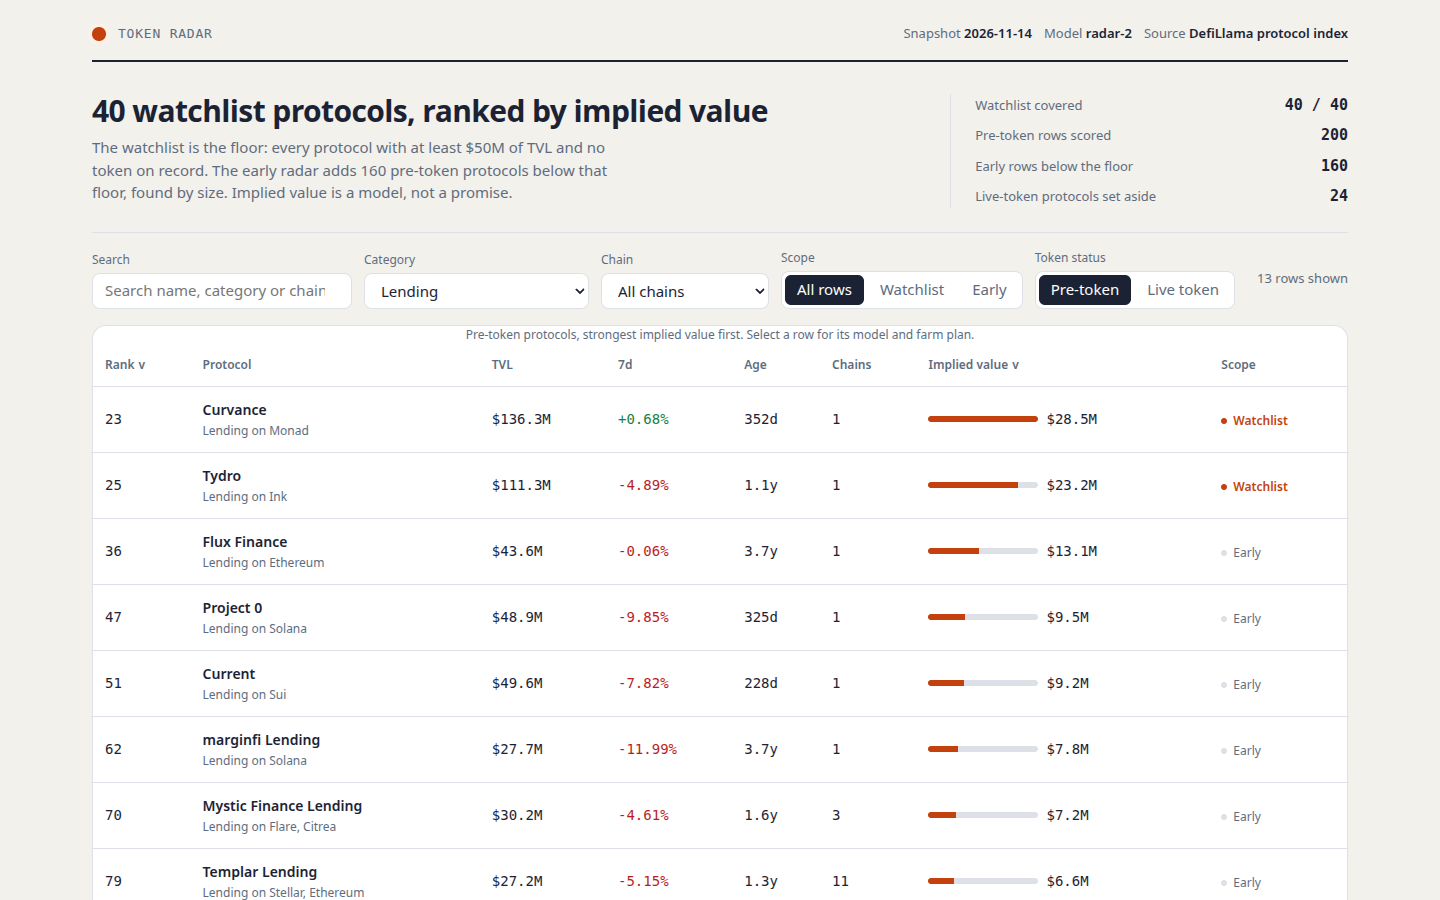 TOKEN RADAR
Snapshot 2026-11-14 Model radar-2 Source DefiLlama protocol index
40 watchlist protocols, ranked by implied value
The watchlist is the floor: every protocol with at least $50M of TVL and no
token on record. The early radar adds 160 pre-token protocols below that
floor, found by size. Implied value is a model, not a promise.
Watchlist covered 40 / 40
Pre-token rows scored 200
Early rows below the floor 160
Live-token protocols set aside 24
Search Category Chain Scope Token status
Search name, category or chain Lending All chains All rows Watchlist Early Pre-token Live token 13 rows shown
Pre-token protocols, strongest implied value first. Select a row for its model and farm plan.
Rank v Protocol TVL 7d Age Chains Implied value v Scope
23 Curvance $136.3M +0.68% 352d 1 $28.5M Watchlist
Lending on Monad
25 Tydro $111.3M -4.89% 1.1y 1 $23.2M Watchlist
Lending on Ink
36 Flux Finance $43.6M -0.06% 3.7y 1 $13.1M Early
Lending on Ethereum
47 Project 0 $48.9M -9.85% 325d 1 $9.5M Early
Lending on Solana
51 Current $49.6M -7.82% 228d 1 $9.2M Early
Lending on Sui
62 marginfi Lending $27.7M -11.99% 3.7y 1 $7.8M Early
Lending on Solana
70 Mystic Finance Lending $30.2M -4.61% 1.6y 3 $7.2M Early
Lending on Flare, Citrea
79 Templar Lending $27.2M -5.15% 1.3y 11 $6.6M Early
Lending on Stellar, Ethereum